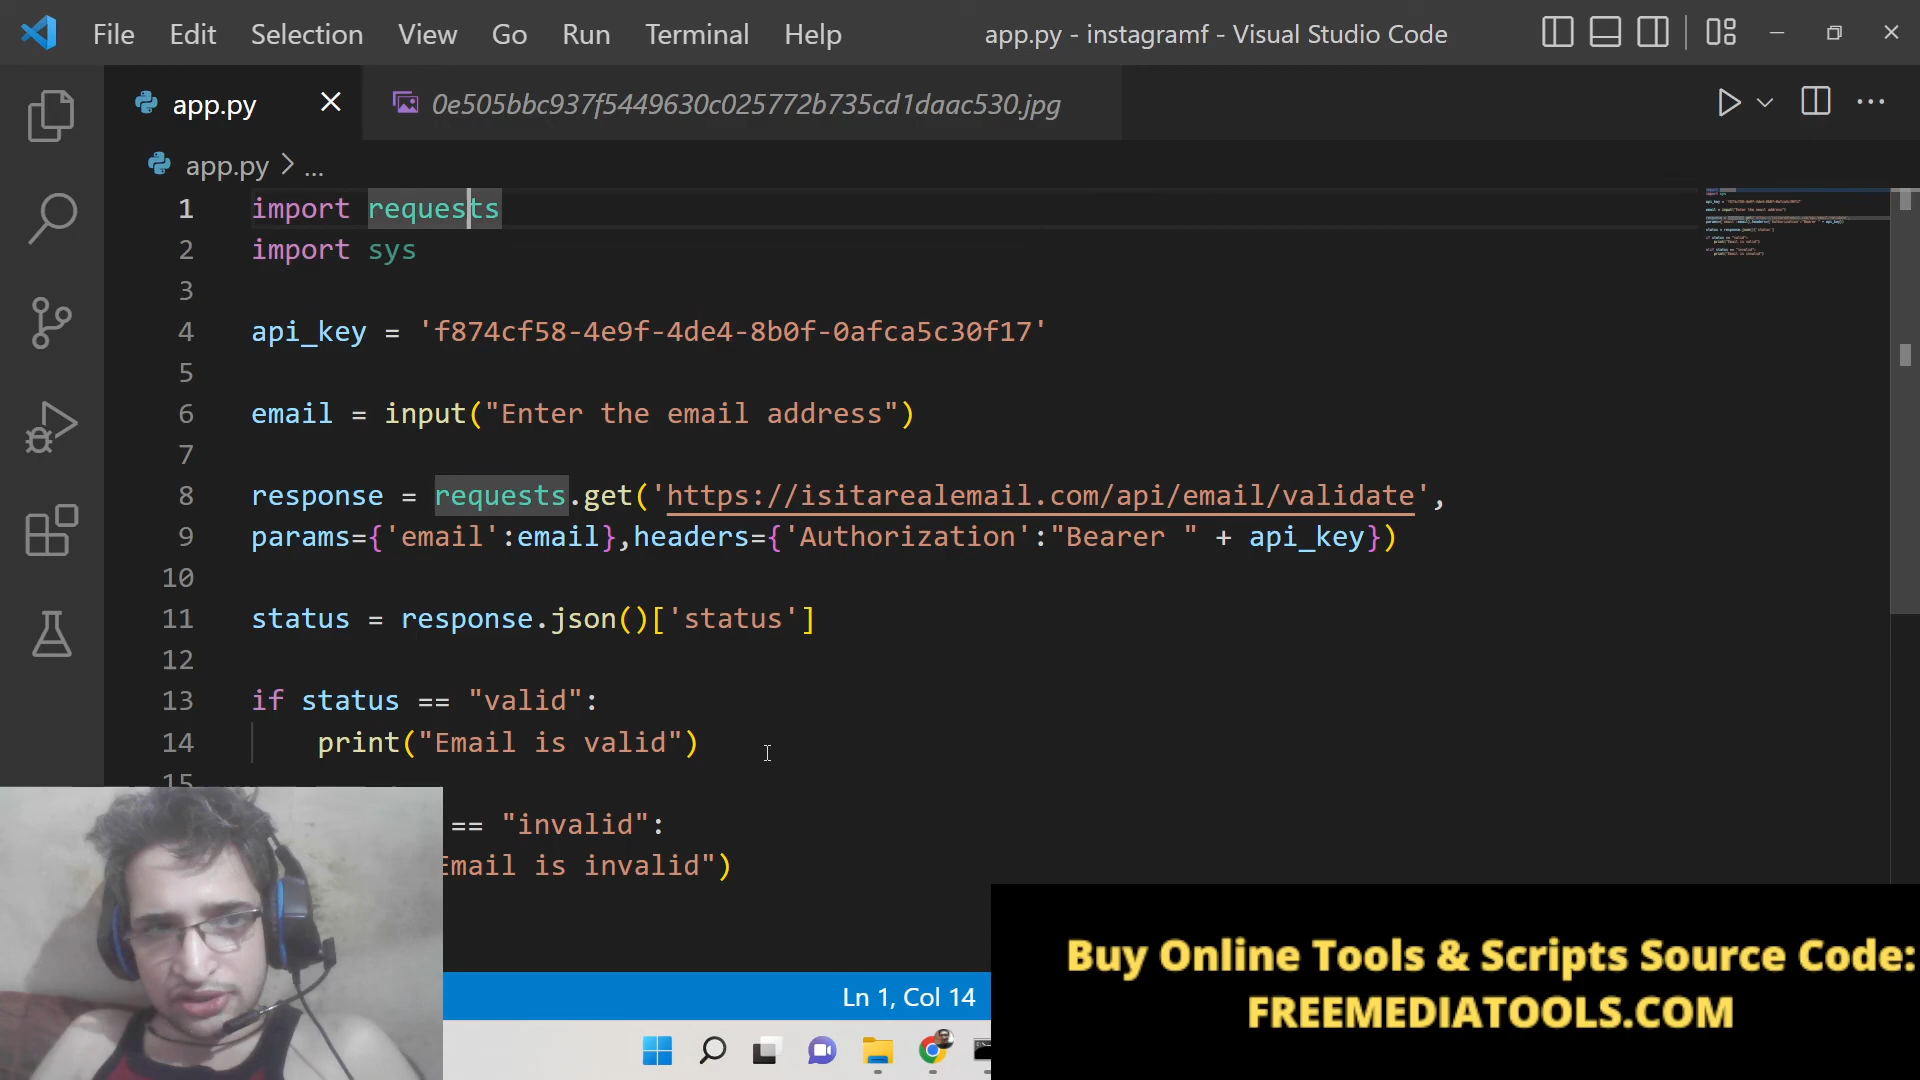 File Edit Selection View Go Run Terminal Help app.py - instagramf - Visual Studio Code
app.py 0e505bbc937f5449630c025772b735cd1daac530.jpg
app.py > ...
1 import requests
2 import sys
3
4 api_key = 'f874cf58-4e9f-4de4-8b0f-0afca5c30f17'
5
6 email = input("Enter the email address")
7
8 response = requests.get('https://isitarealemail.com/api/email/validate',
9 params={'email':email},headers={'Authorization':"Bearer " + api_key})
10
11 status = response.json()['status']
12
13 if status == "valid":
14 print("Email is valid")
15
== "invalid":
Email is invalid")
Buy Online Tools & Scripts Source Code:
FREEMEDIATOOLS.COM
Ln 1, Col 14